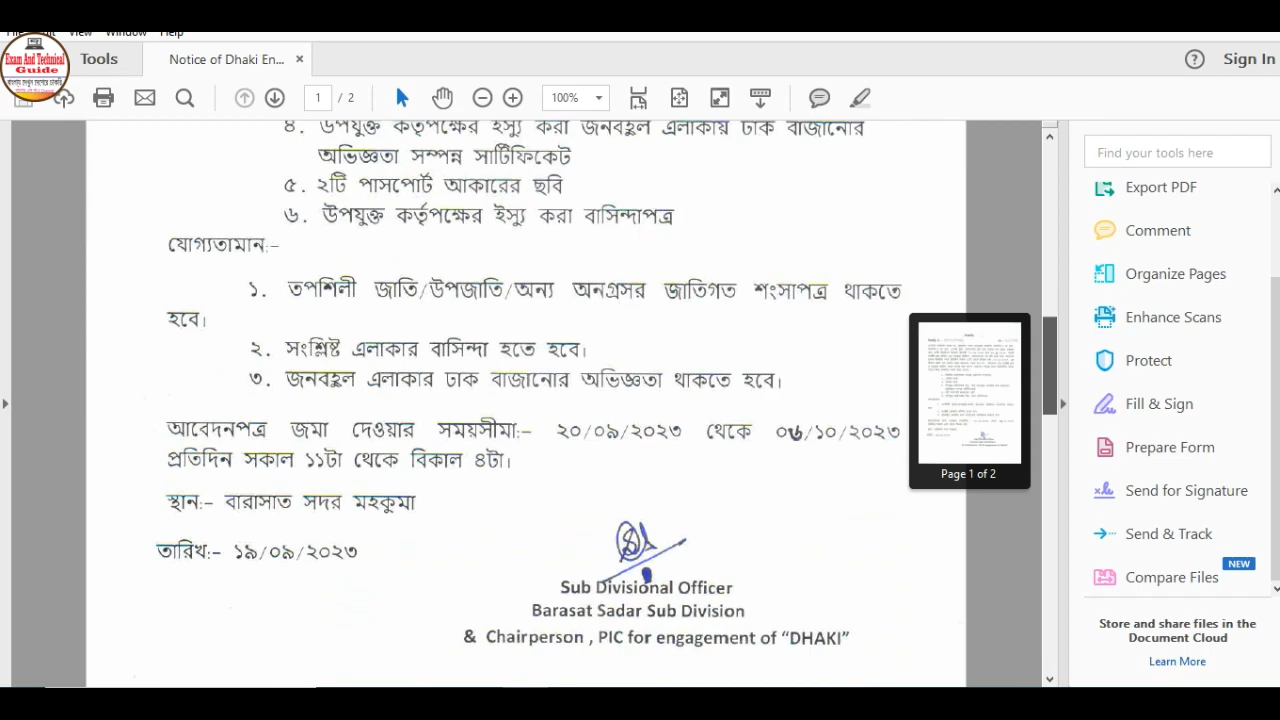 File Edit View Window Help
Exam And Technical
Guide
Tools
Notice of Dhaki En...
Sign In
1 / 2
100%
৪. উপযুক্ত কর্তৃপক্ষের ইস্যু করা জনবহুল এলাকায় ঢাক বাজানোর
অভিজ্ঞতা সম্পন্ন সার্টিফিকেট
৫. ২টি পাসপোর্ট আকারের ছবি
৬. উপযুক্ত কর্তৃপক্ষের ইস্যু করা বাসিন্দাপত্র
যোগ্যতামান:-
১. তপশিলী জাতি/উপজাতি/অন্য অনগ্রসর জাতিগত শংসাপত্র থাকতে
হবে।
২. সংশ্লিষ্ট এলাকার বাসিন্দা হতে হবে।
৩. জনবহুল এলাকার ঢাক বাজানোর অভিজ্ঞতা থাকতে হবে।
আবেদনপত্র জমা দেওয়ার সময়সীমা:- ২০/০৯/২০২৩ থেকে ০৬/১০/২০২৩
প্রতিদিন সকাল ১১টা থেকে বিকাল ৪টা।
স্থান:- বারাসাত সদর মহকুমা
তারিখ:- ১৯/০৯/২০২৩
Sub Divisional Officer
Barasat Sadar Sub Division
& Chairperson , PIC for engagement of “DHAKI”
Page 1 of 2
Find your tools here
Export PDF
Comment
Organize Pages
Enhance Scans
Protect
Fill & Sign
Prepare Form
Send for Signature
Send & Track
NEW
Compare Files
Store and share files in the
Document Cloud
Learn More